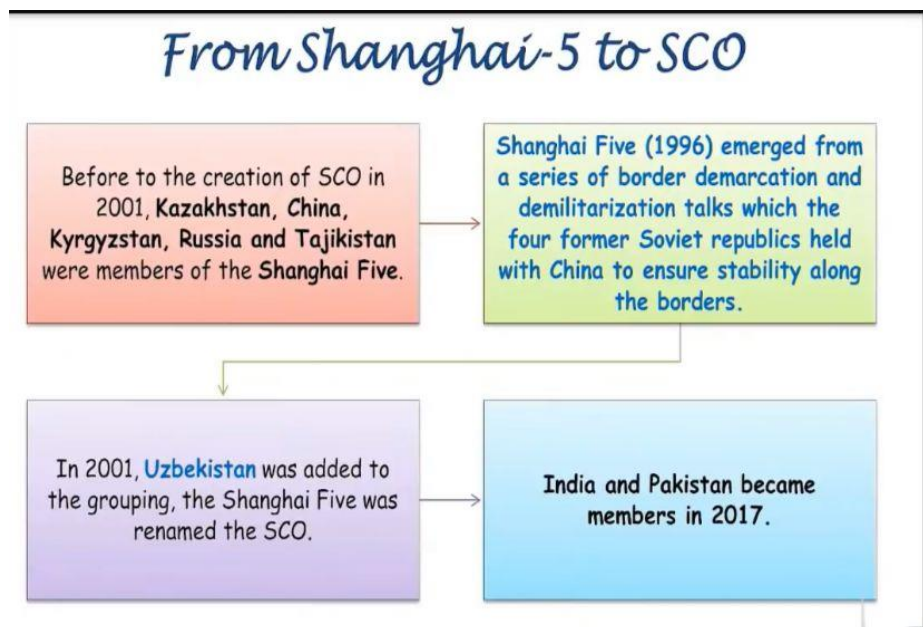 From Shanghai-5 to SCO
Before to the creation of SCO in
2001, Kazakhstan, China,
Kyrgyzstan, Russia and Tajikistan
were members of the Shanghai Five.
Shanghai Five (1996) emerged from
a series of border demarcation and
demilitarization talks which the
four former Soviet republics held
with China to ensure stability along
the borders.
In 2001, Uzbekistan was added to
the grouping, the Shanghai Five was
renamed the SCO.
India and Pakistan became
members in 2017.